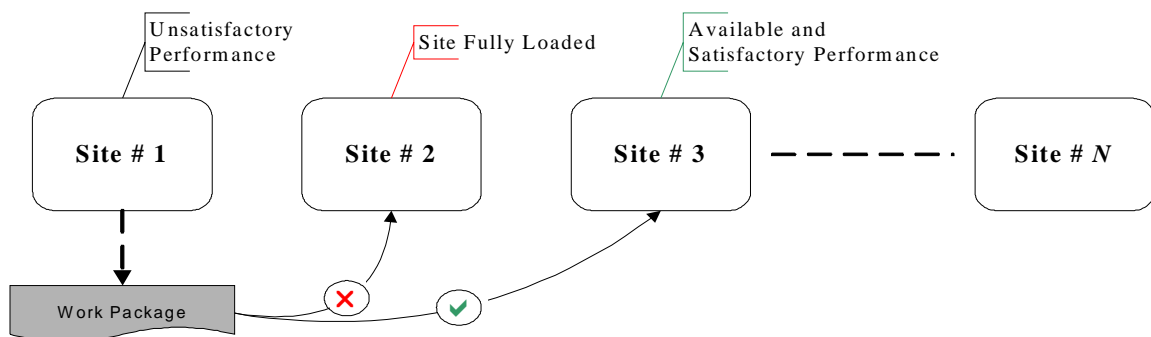 Unsatisfactory
Performance
Site Fully Loaded
Available and
Satisfactory Performance
Site # 1
Site # 2
Site # 3
Site # N
Work Package